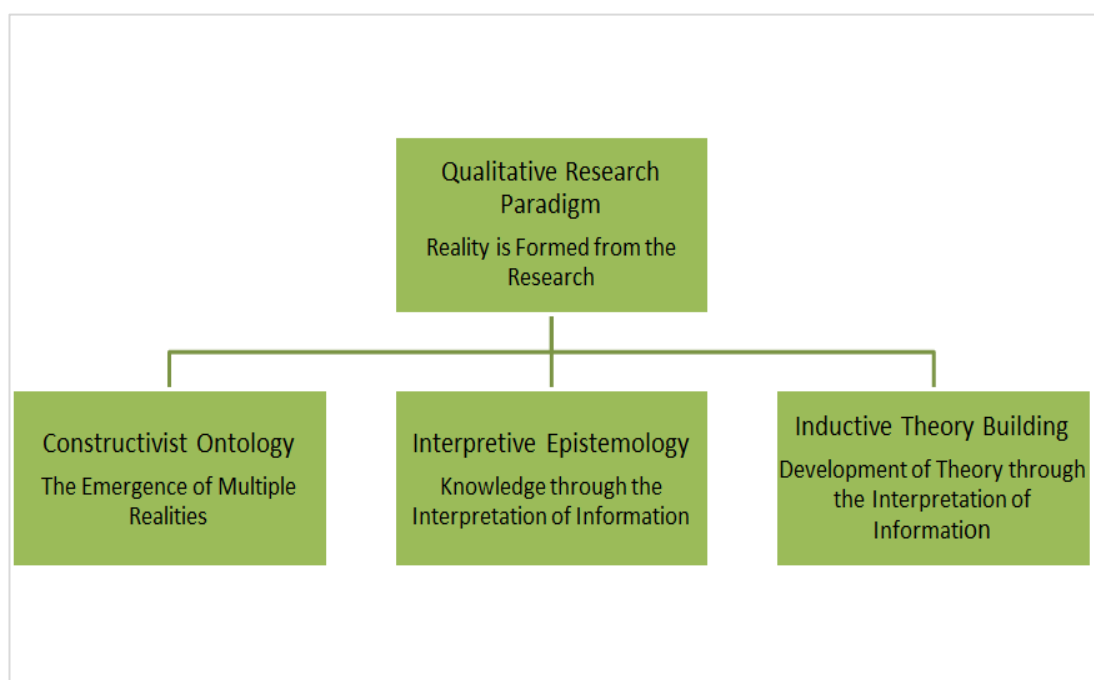 Qualitative Research
Paradigm
Reality is Formed from the
Research
Constructivist Ontology
The Emergence of Multiple
Realities
Interpretive Epistemology
Knowledge through the
Interpretation of Information
Inductive Theory Building
Development of Theory through
the Interpretation of
Information